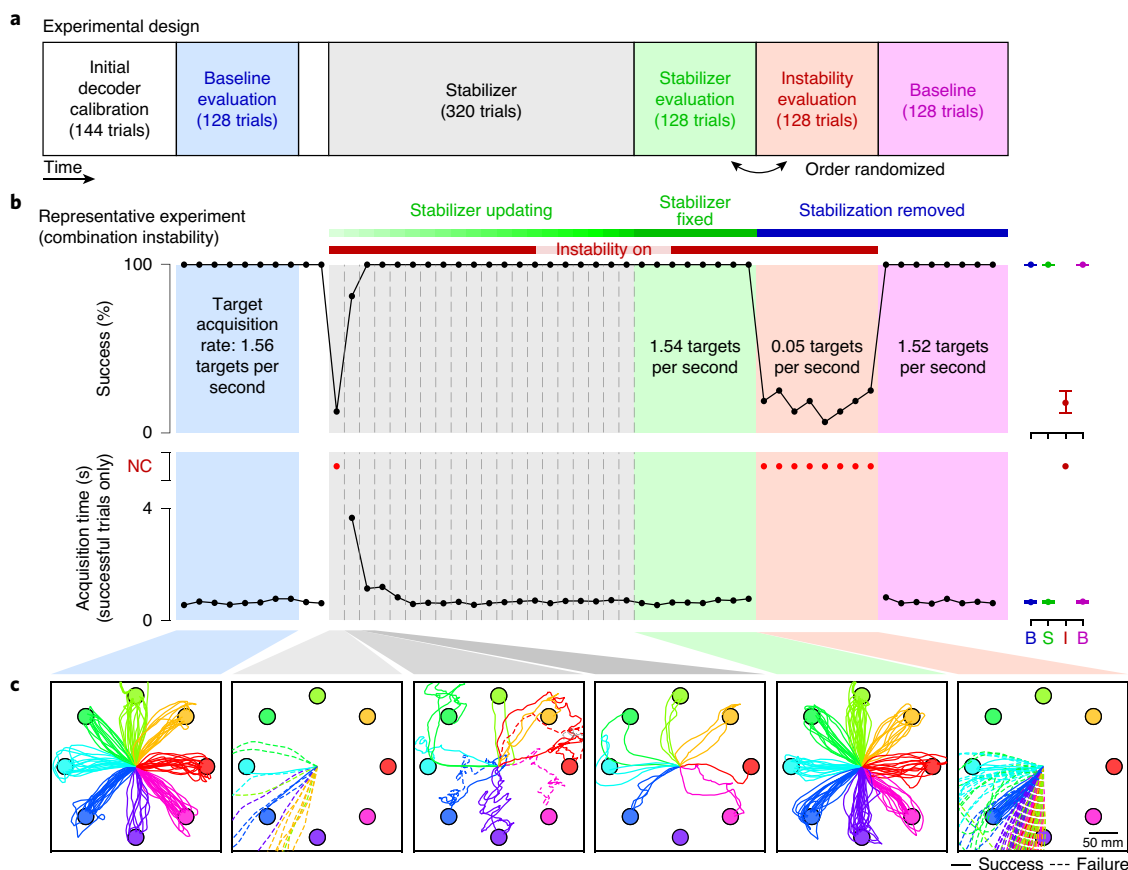 a
Experimental design
Initial
decoder
calibration
(144 trials)
Baseline
evaluation
(128 trials)
Stabilizer
(320 trials)
Stabilizer
evaluation
(128 trials)
Instability
evaluation
(128 trials)
Baseline
(128 trials)
Time
Order randomized
b
Representative experiment
(combination instability)
Stabilizer updating
Stabilizer
fixed
Stabilization removed
Instability on
100
Success (%)
0
Target
acquisition
rate: 1.56
targets per
second
1.54 targets
per second
0.05 targets
per second
1.52 targets
per second
NC
Acquisition time (s)
(successful trials only)
4
0
B S I B
c
50 mm
Success Failure